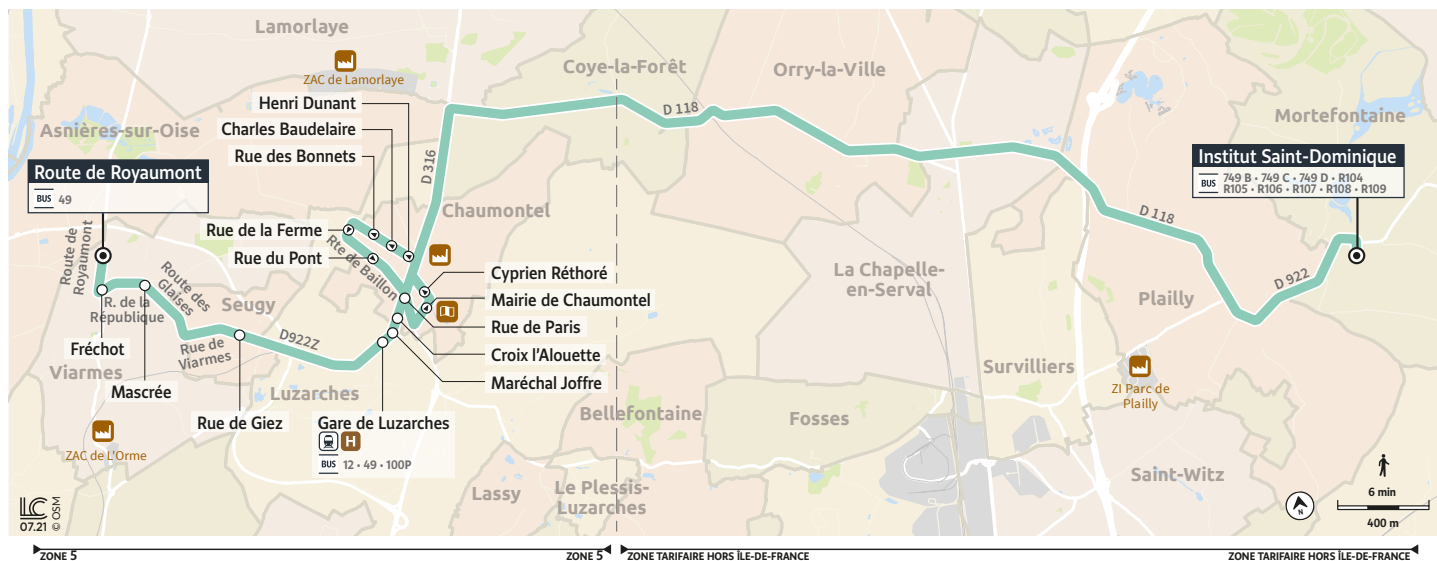 Lamorlaye
ZAC de Lamorlaye
Coye-la-Forêt
Orry-la-Ville
D 118
Mortefontaine
Asnières-sur-Oise
Henri Dunant
Charles Baudelaire
Rue des Bonnets
D 316
Route de Royaumont
BUS 49
Institut Saint-Dominique
BUS 749 B • 749 C • 749 D • R104
R105 • R106 • R107 • R108 • R109
Chaumontel
D 118
Rue de la Ferme
Rue du Pont
Rte de Baillon
Route de
Royaumont
R. de la
République
Route des
Glaises
Seugy
Cyprien Réthoré
Mairie de Chaumontel
Rue de Paris
Croix l'Alouette
Maréchal Joffre
La Chapelle-
en-Serval
D 922
Plailly
Fréchot
Viarmes
Mascrée
Rue de
Viarmes
D922Z
Luzarches
Rue de Giez
Gare de Luzarches
H
BUS 12 • 49 • 100P
ZAC de L'Orme
Survilliers
ZI Parc de
Plailly
Bellefontaine
Fosses
Saint-Witz
Lassy
Le Plessis-
Luzarches
LC
07.21 © OSM
N
6 min
400 m
ZONE 5
ZONE 5
ZONE TARIFAIRE HORS ÎLE-DE-FRANCE
ZONE TARIFAIRE HORS ÎLE-DE-FRANCE